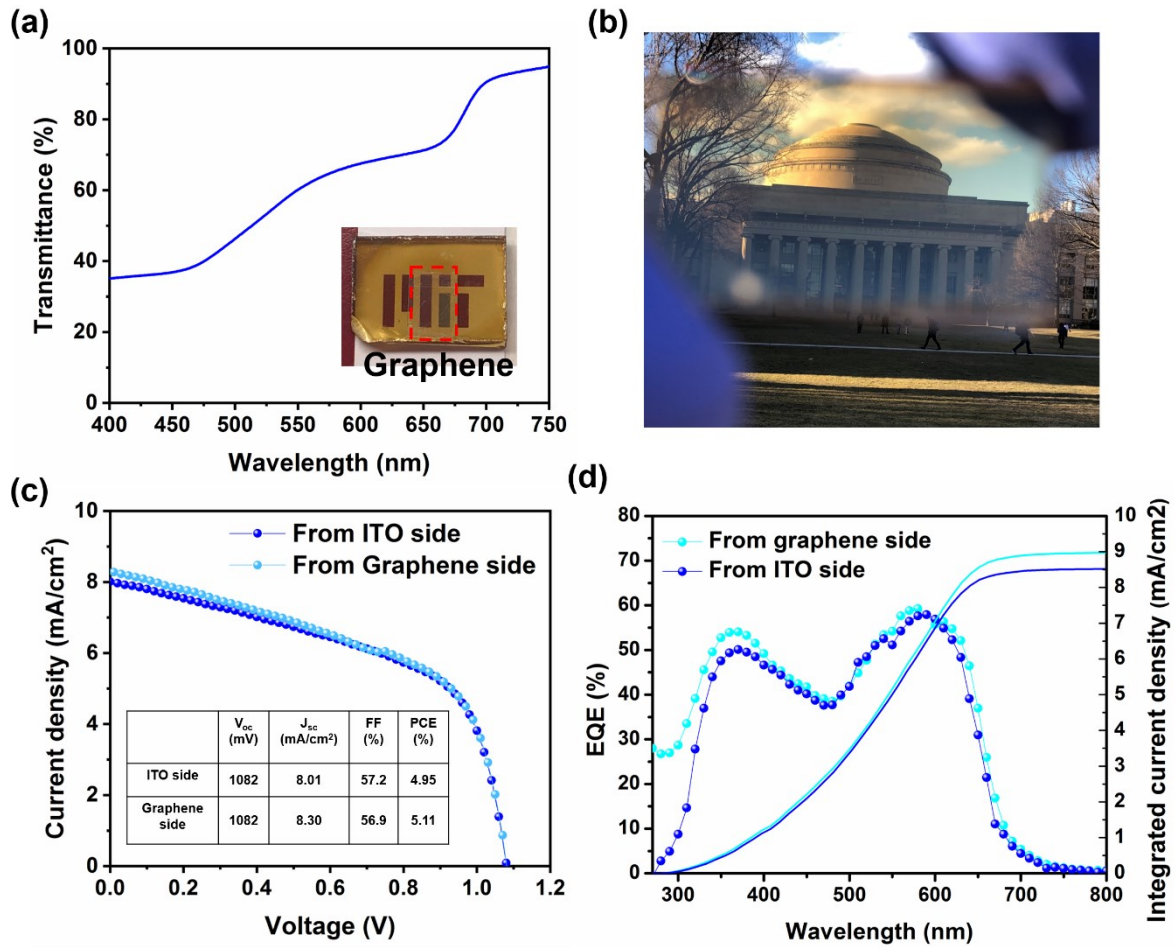 (a)
100
80
60
40
20
0
Transmittance (%)
400 450 500 550 600 650 700 750
Wavelength (nm)
MIT
Graphene
(b)
(c)
10
8
6
4
2
0
Current density (mA/cm²)
From ITO side
From Graphene side
Voc (mV) Jsc (mA/cm²) FF (%) PCE (%)
ITO side 1082 8.01 57.2 4.95
Graphene side 1082 8.30 56.9 5.11
0.0 0.2 0.4 0.6 0.8 1.0 1.2
Voltage (V)
(d)
80
70
60
50
40
30
20
10
0
EQE (%)
From graphene side
From ITO side
10
9
8
7
6
5
4
3
2
1
0
Integrated current density (mA/cm2)
300 400 500 600 700 800
Wavelength (nm)